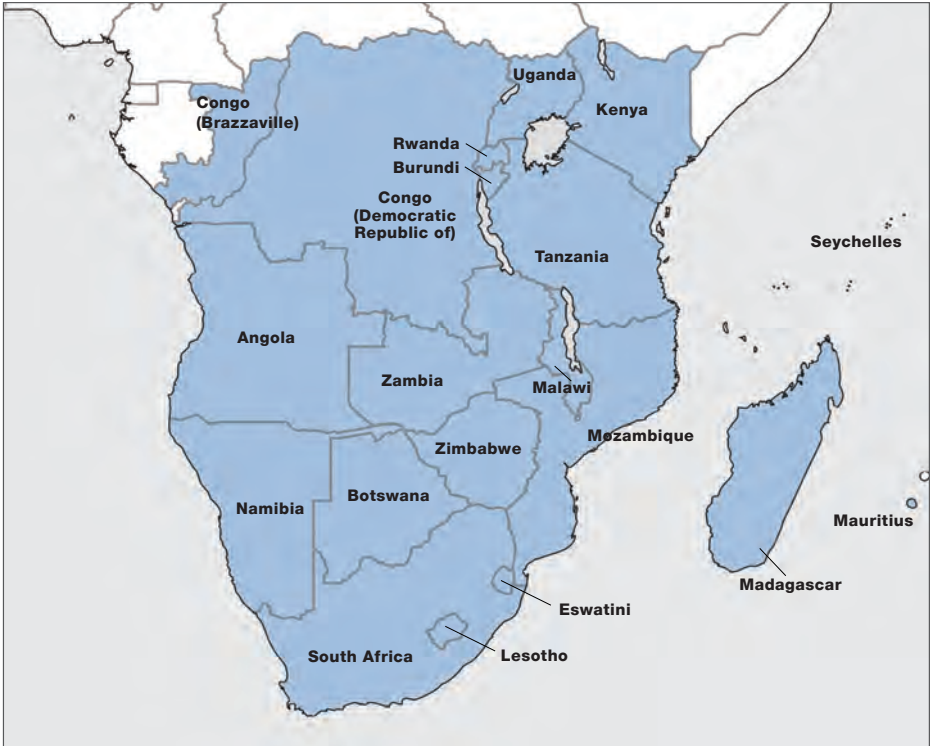 Uganda
Congo
(Brazzaville)
Kenya
Rwanda
Burundi
Congo
(Democratic
Republic of)
Seychelles
Tanzania
Angola
Zambia
Malawi
Mozambique
Zimbabwe
Botswana
Namibia
Mauritius
Madagascar
Eswatini
South Africa
Lesotho